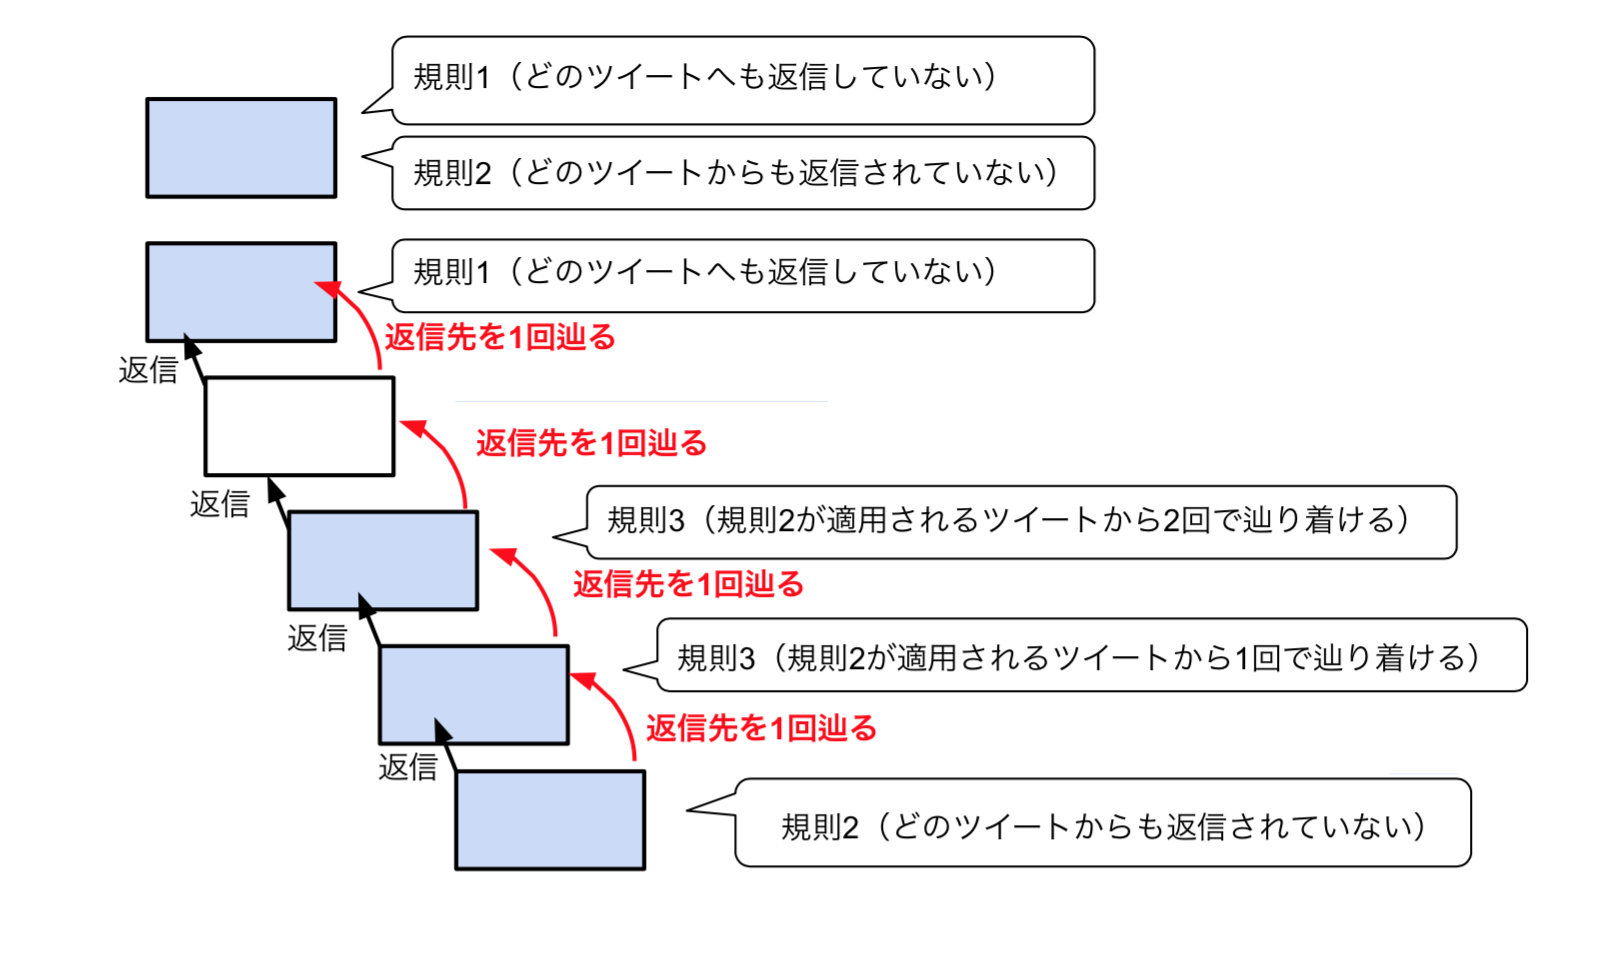 規則1（どのツイートへも返信していない）
規則2（どのツイートからも返信されていない）
規則1（どのツイートへも返信していない）
返信先を1回辿る
返信
返信先を1回辿る
返信
規則3（規則2が適用されるツイートから2回で辿り着ける）
返信先を1回辿る
返信
規則3（規則2が適用されるツイートから1回で辿り着ける）
返信先を1回辿る
返信
規則2（どのツイートからも返信されていない）